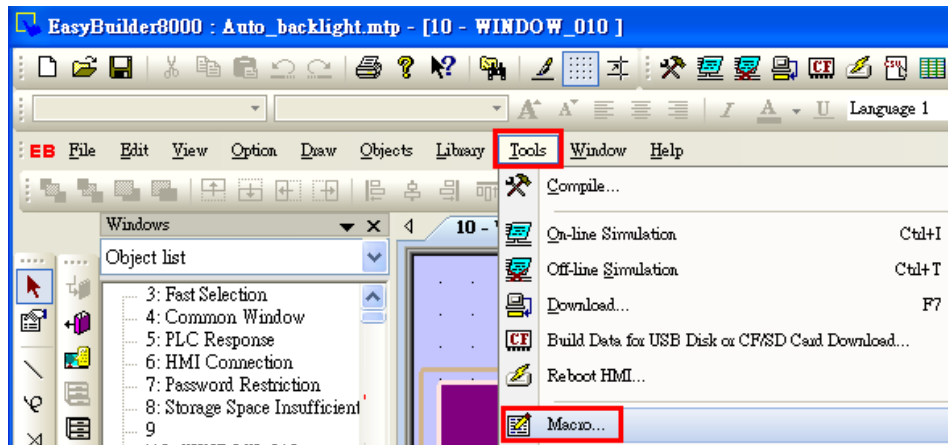 EasyBuilder8000 : Auto_backlight.mtp - [10 - WINDOW_010 ]
Language 1
EB File Edit View Option Draw Objects Library Tools Window Help
Compile...
Windows
10 -
On-line Simulation Ctrl+I
Object list
Off-line Simulation Ctrl+T
3: Fast Selection
4: Common Window
Download... F7
5: PLC Response
CF Build Data for USB Disk or CF/SD Card Download...
6: HMI Connection
7: Password Restriction
Reboot HMI...
8: Storage Space Insufficient
9
Macro...